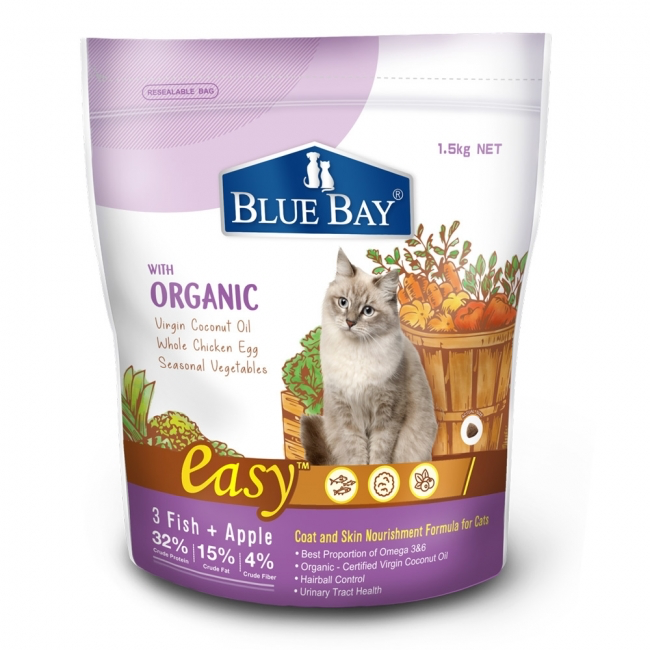 RESEALABLE BAG
1.5kg NET
BLUE BAY®
WITH
ORGANIC
Virgin Coconut Oil
Whole Chicken Egg
Seasonal Vegetables
easy™
3 Fish + Apple
32% Crude Protein
15% Crude Fat
4% Crude Fiber
Coat and Skin Nourishment Formula for Cats
• Best Proportion of Omega 3&6
• Organic - Certified Virgin Coconut Oil
• Hairball Control
• Urinary Tract Health